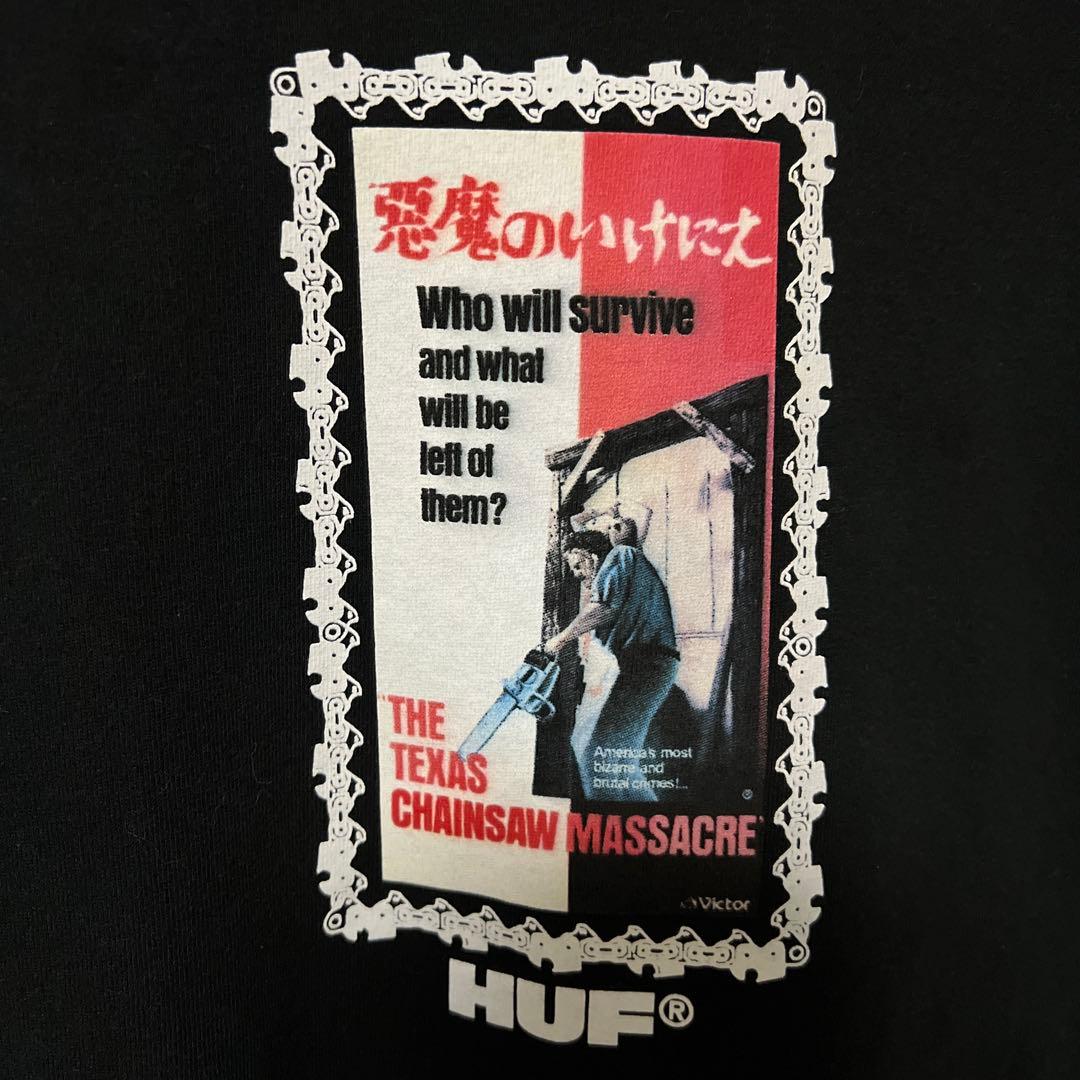 悪魔のいけにえ
Who will survive
and what
will be
left of
them?
"THE
TEXAS
CHAINSAW MASSACRE"
America's most
bizarre and
brutal crimes!...
®
Victor
HUF®